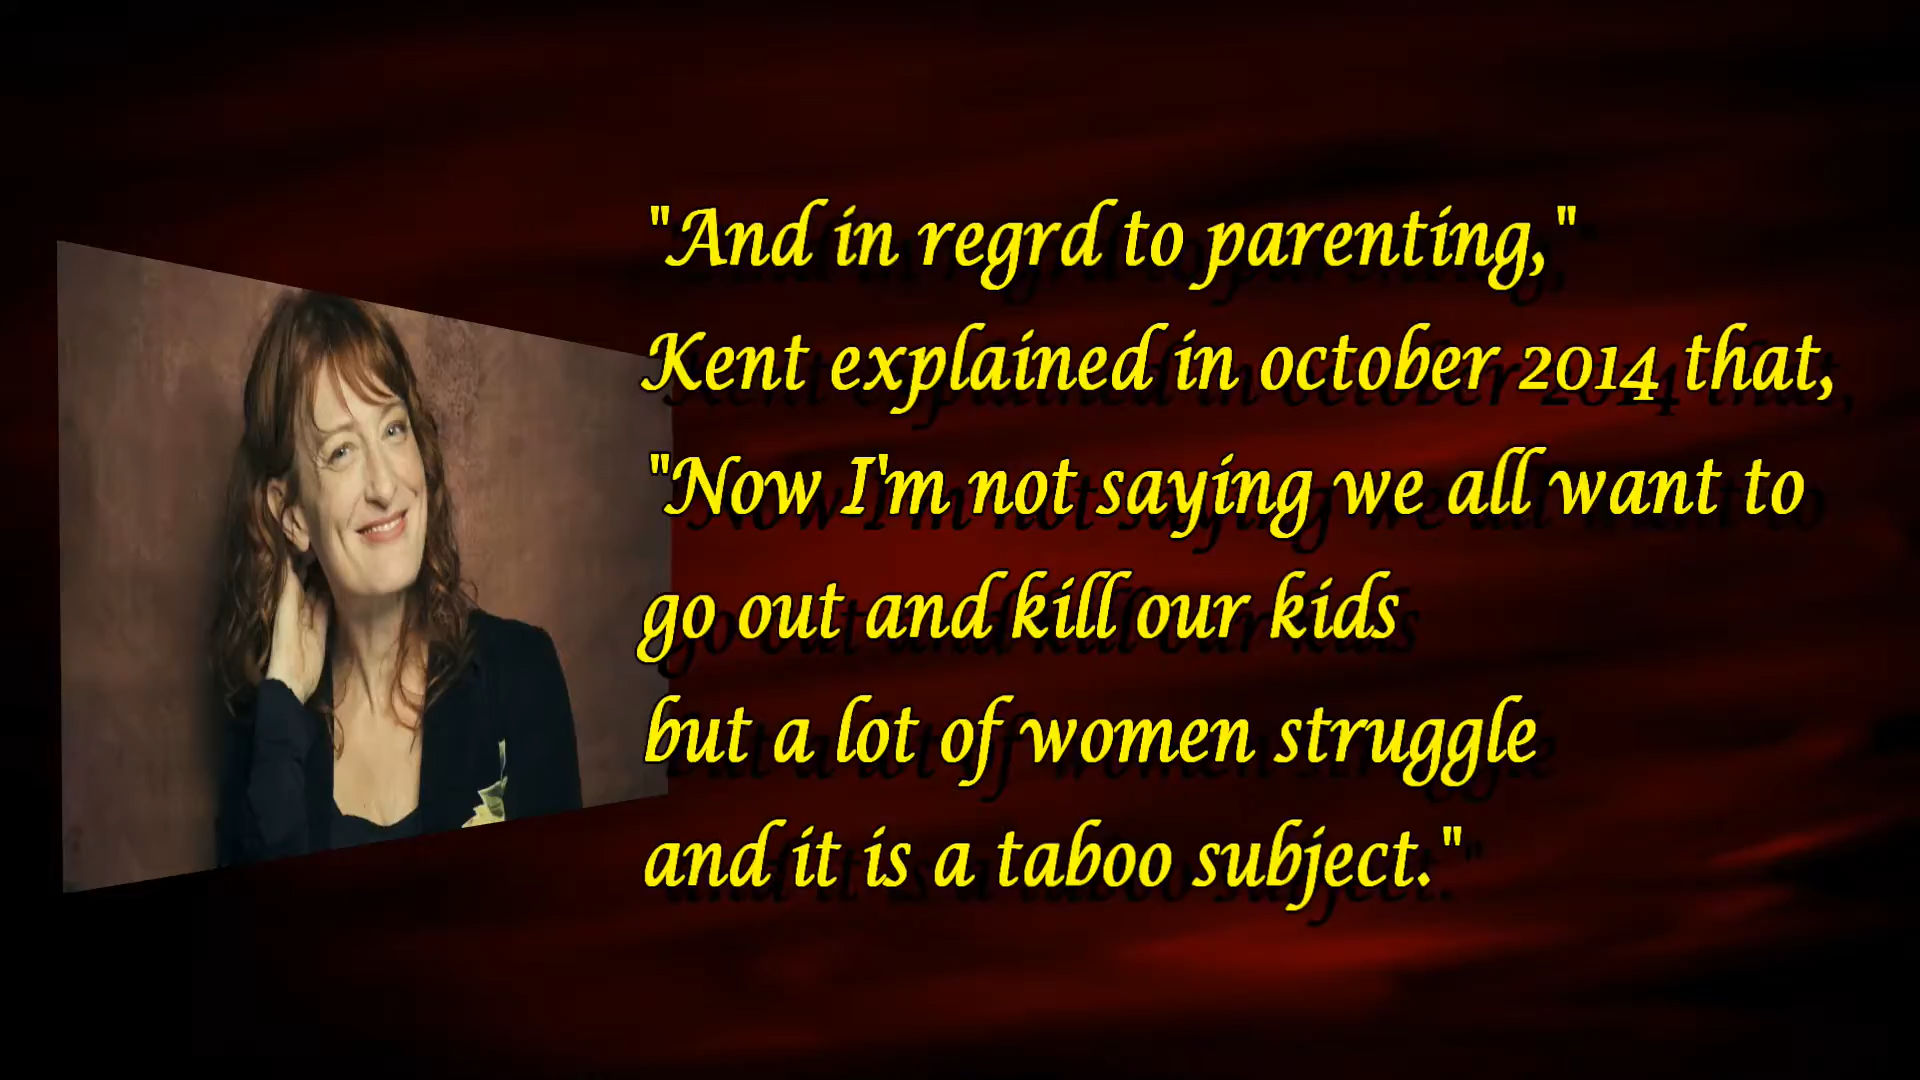 "And in regrd to parenting,"
Kent explained in october 2014 that,
"Now I'm not saying we all want to
go out and kill our kids
but a lot of women struggle
and it is a taboo subject."